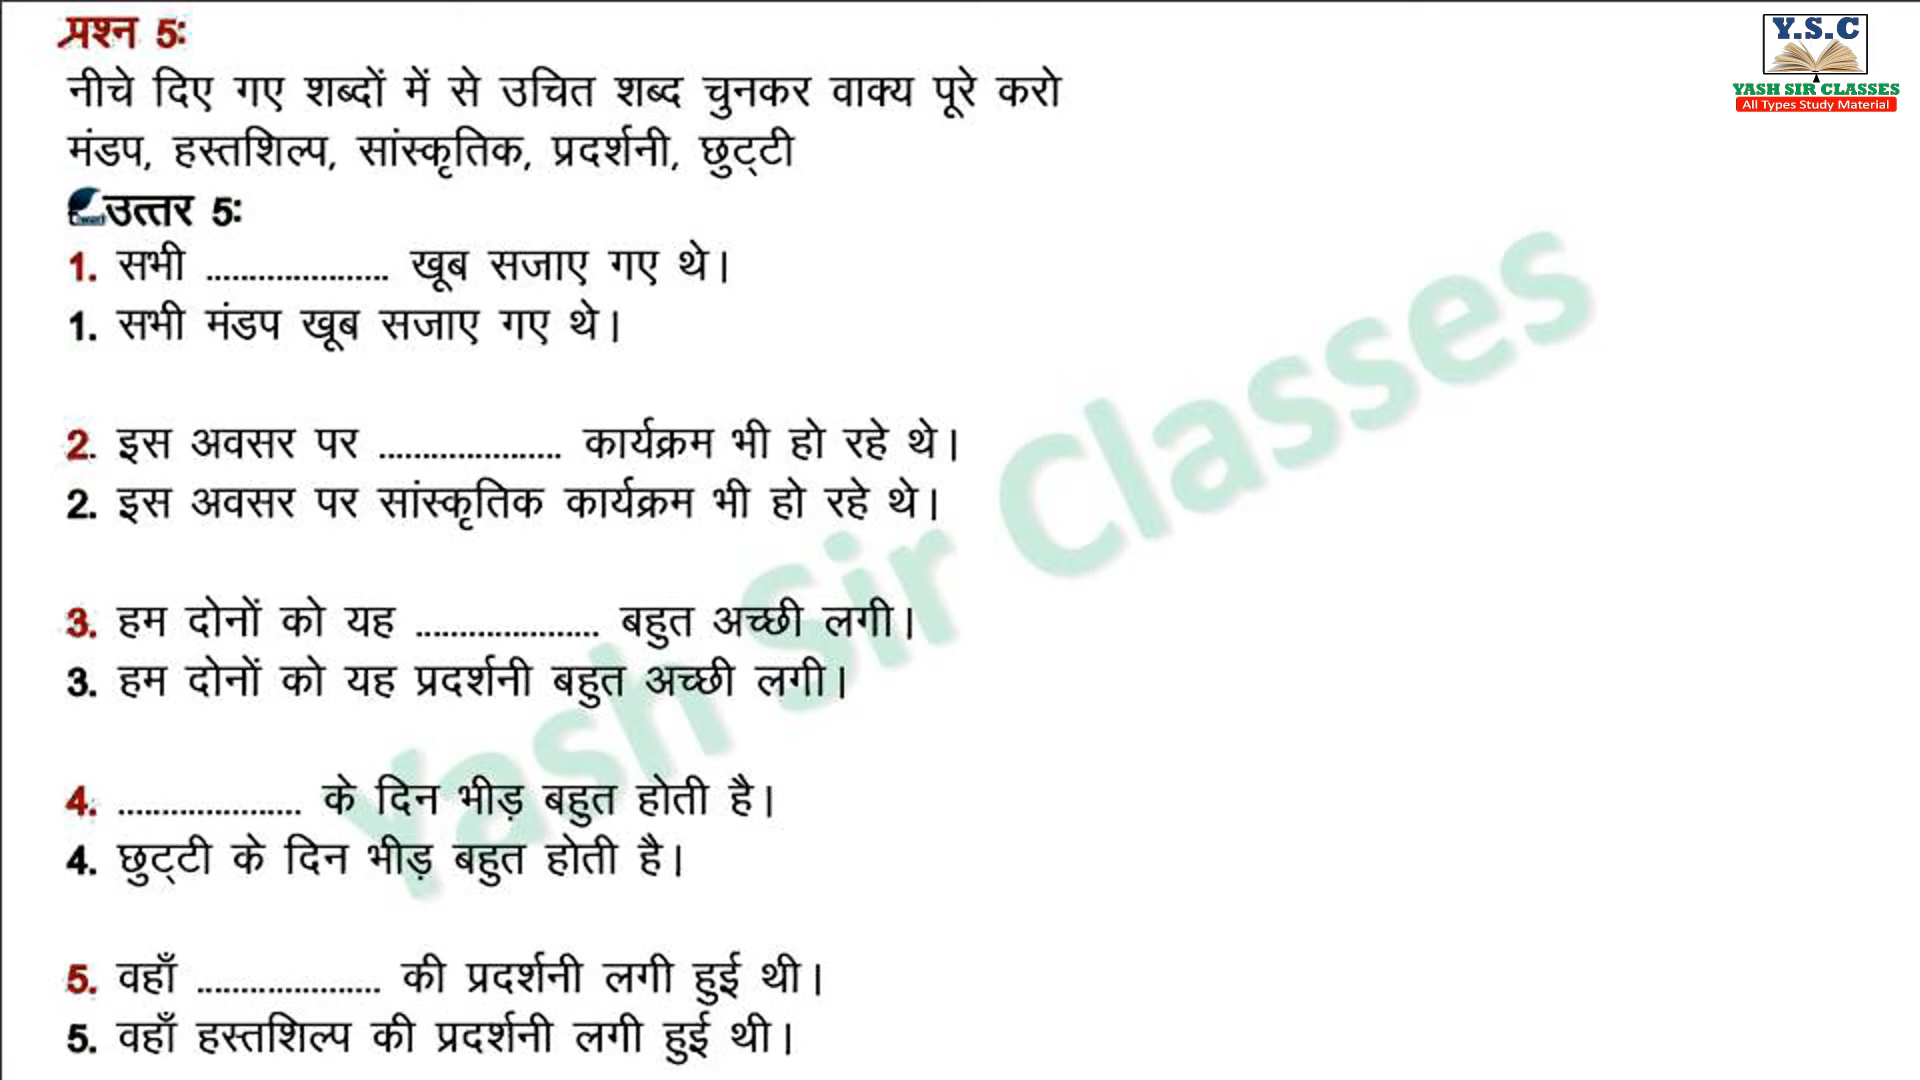 प्रश्न 5:
नीचे दिए गए शब्दों में से उचित शब्द चुनकर वाक्य पूरे करो
मंडप, हस्तशिल्प, सांस्कृतिक, प्रदर्शनी, छुट्टी
उत्तर 5:
1. सभी ..................... खूब सजाए गए थे।
1. सभी मंडप खूब सजाए गए थे।
2. इस अवसर पर ..................... कार्यक्रम भी हो रहे थे।
2. इस अवसर पर सांस्कृतिक कार्यक्रम भी हो रहे थे।
3. हम दोनों को यह ..................... बहुत अच्छी लगी।
3. हम दोनों को यह प्रदर्शनी बहुत अच्छी लगी।
4. ..................... के दिन भीड़ बहुत होती है।
4. छुट्टी के दिन भीड़ बहुत होती है।
5. वहाँ ..................... की प्रदर्शनी लगी हुई थी।
5. वहाँ हस्तशिल्प की प्रदर्शनी लगी हुई थी।
Y.S.C
YASH SIR CLASSES
All Types Study Material
Yash Sir Classes